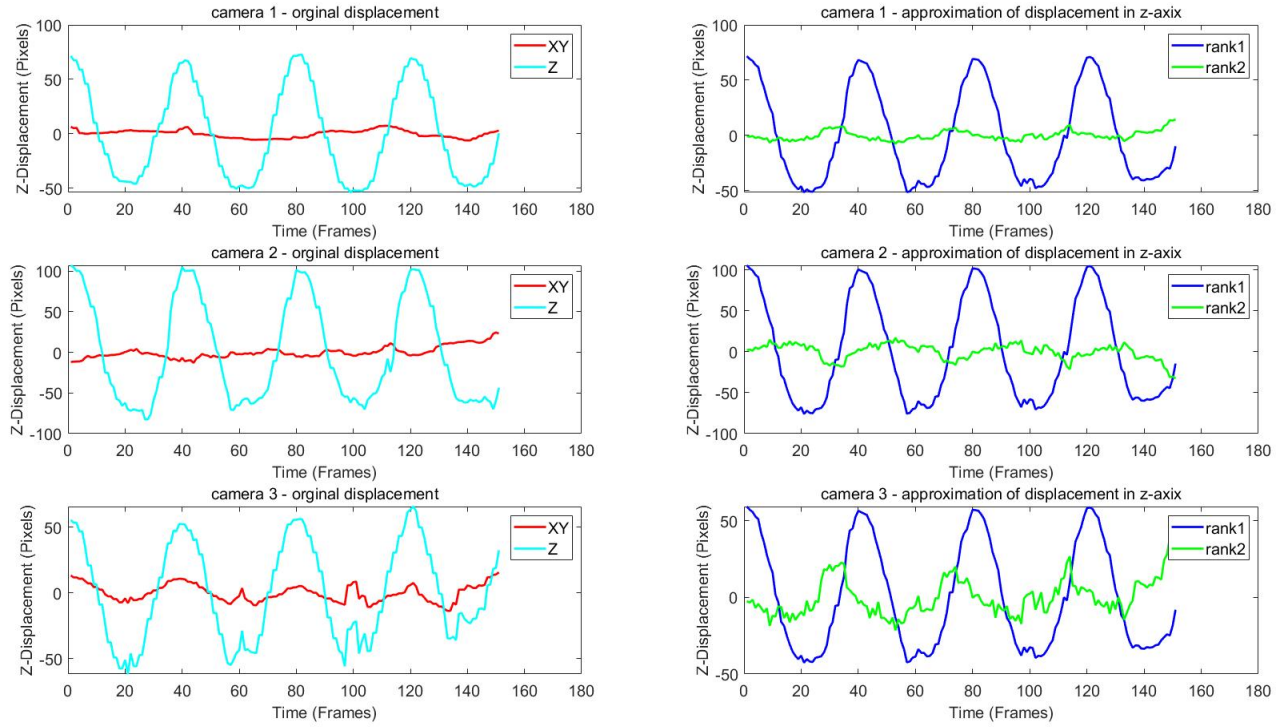 camera 1 - orginal displacement
Z-Displacement (Pixels)
100
50
0
-50
XY
Z
0 20 40 60 80 100 120 140 160 180
Time (Frames)
camera 1 - approximation of displacement in z-axix
Z-Displacement (Pixels)
100
50
0
-50
rank1
rank2
0 20 40 60 80 100 120 140 160 180
Time (Frames)
camera 2 - orginal displacement
Z-Displacement (Pixels)
100
50
0
-50
-100
XY
Z
0 20 40 60 80 100 120 140 160 180
Time (Frames)
camera 2 - approximation of displacement in z-axix
Z-Displacement (Pixels)
100
50
0
-50
-100
rank1
rank2
0 20 40 60 80 100 120 140 160 180
Time (Frames)
camera 3 - orginal displacement
Z-Displacement (Pixels)
50
0
-50
XY
Z
0 20 40 60 80 100 120 140 160 180
Time (Frames)
camera 3 - approximation of displacement in z-axix
Z-Displacement (Pixels)
50
0
-50
rank1
rank2
0 20 40 60 80 100 120 140 160 180
Time (Frames)